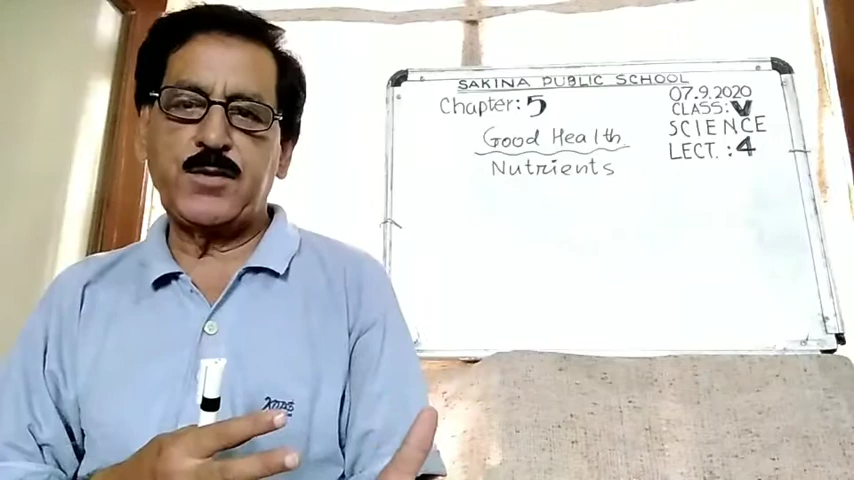 SAKINA PUBLIC SCHOOL
07.9.2020
Chapter: 5
CLASS: V
Good Health
SCIENCE
Nutrients
LECT. : 4